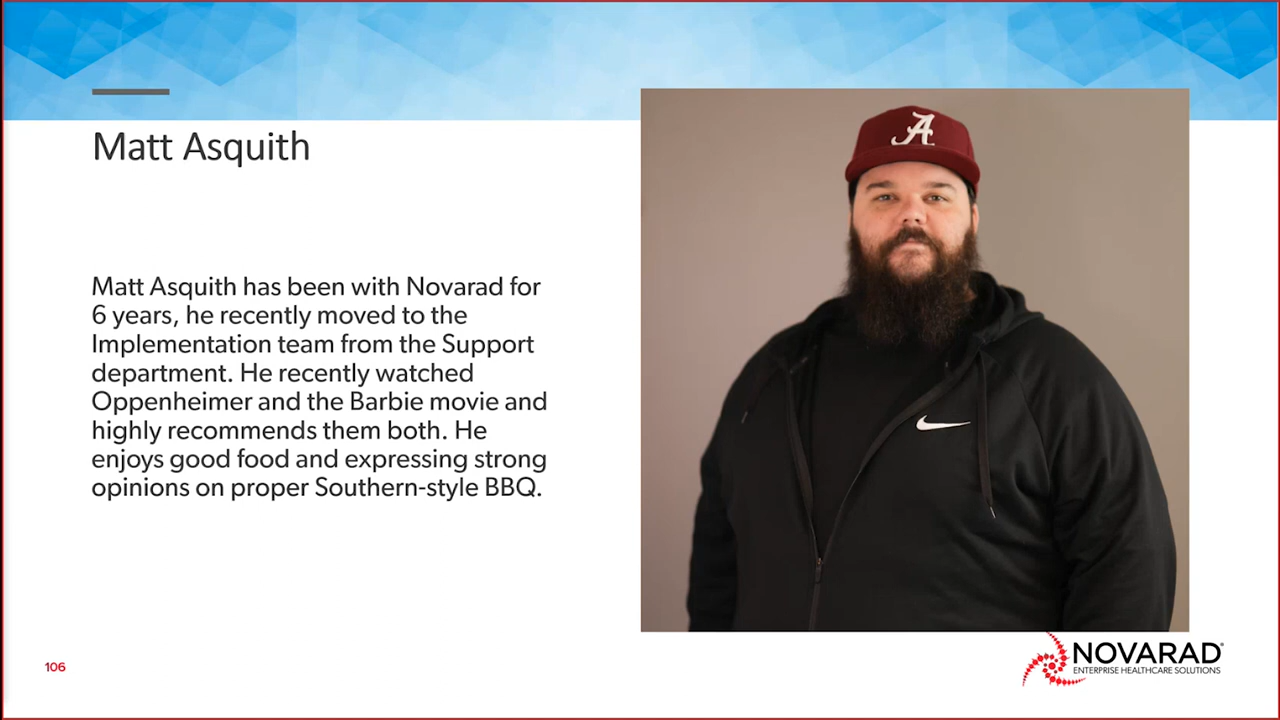 Matt Asquith
Matt Asquith has been with Novarad for
6 years, he recently moved to the
Implementation team from the Support
department. He recently watched
Oppenheimer and the Barbie movie and
highly recommends them both. He
enjoys good food and expressing strong
opinions on proper Southern-style BBQ.
A
106
NOVARAD®
ENTERPRISE HEALTHCARE SOLUTIONS